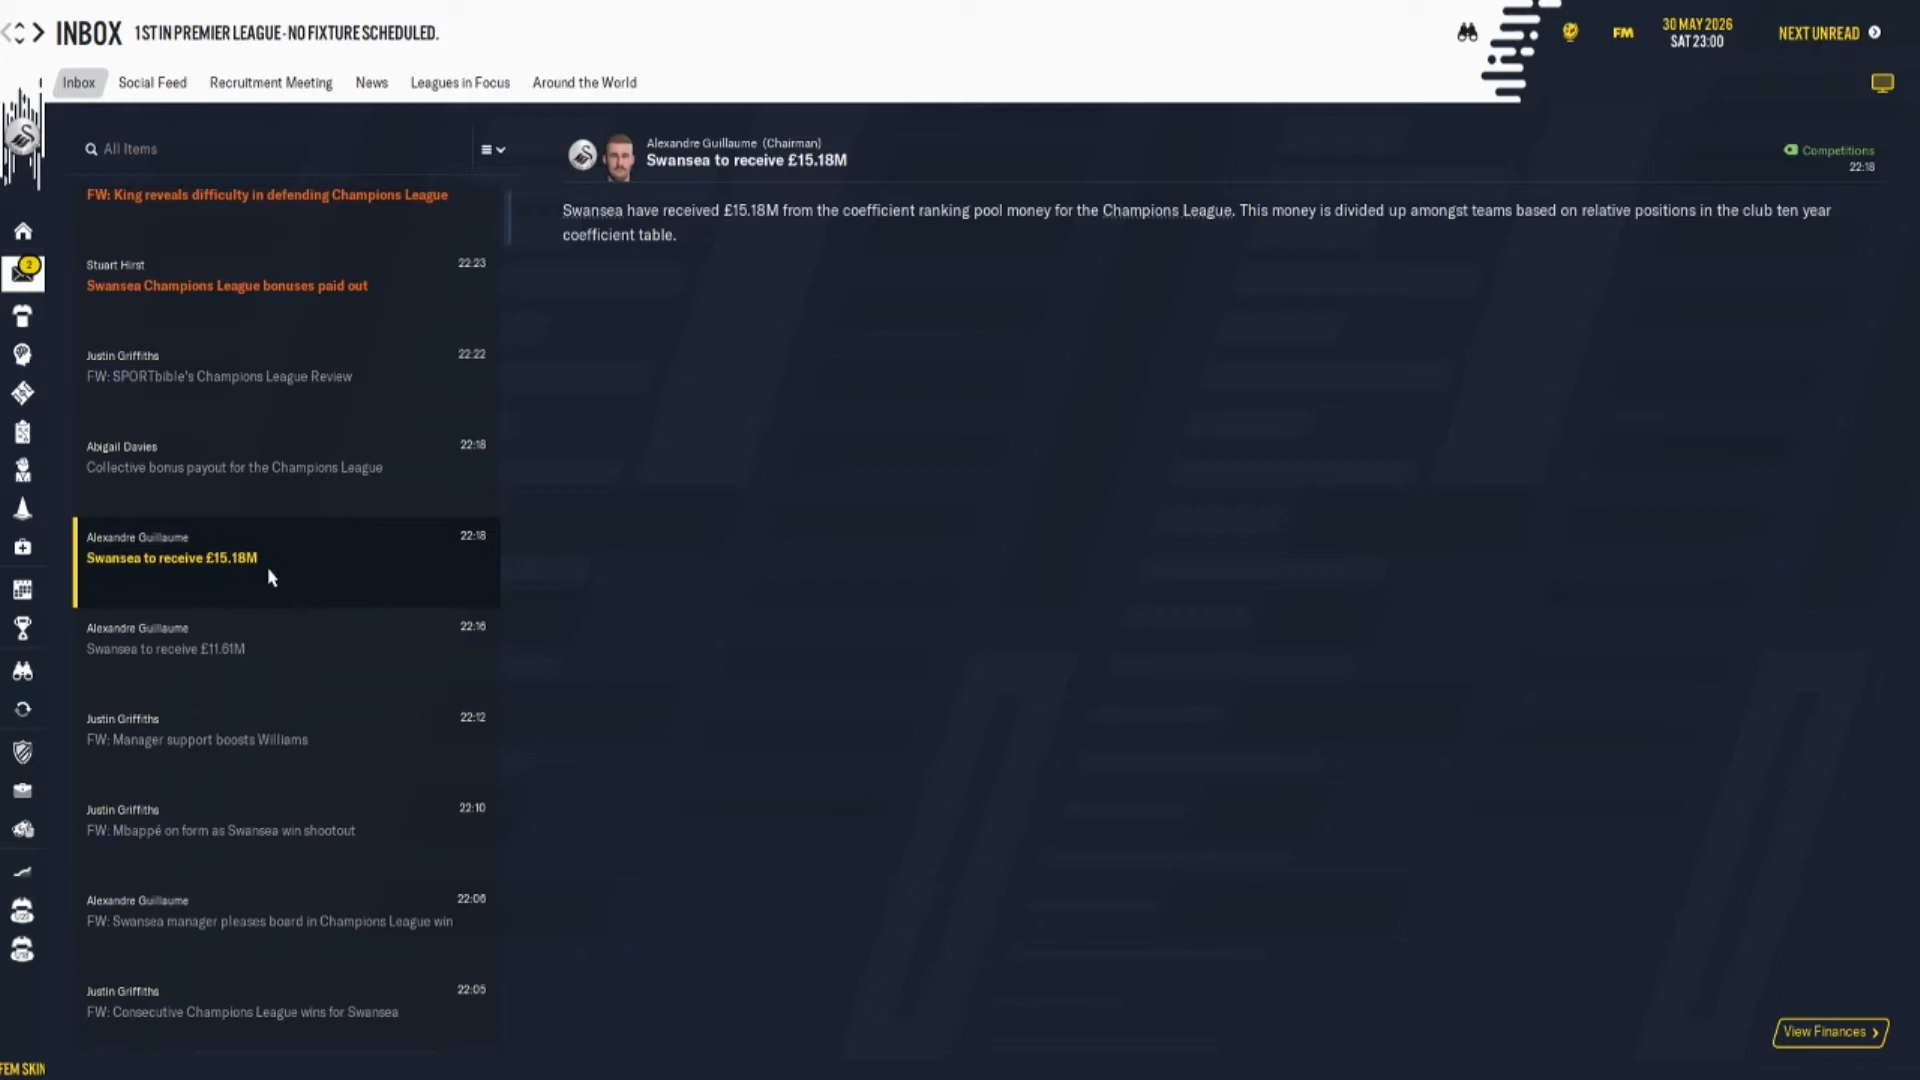 INBOX
1ST IN PREMIER LEAGUE - NO FIXTURE SCHEDULED.
FM
30 MAY 2026
SAT 23:00
NEXT UNREAD
Inbox
Social Feed
Recruitment Meeting
News
Leagues in Focus
Around the World
2
All Items
FW: King reveals difficulty in defending Champions League
Stuart Hirst
22:23
Swansea Champions League bonuses paid out
Justin Griffiths
22:22
FW: SPORTbible's Champions League Review
Abigail Davies
22:18
Collective bonus payout for the Champions League
Alexandre Guillaume
22:18
Swansea to receive £15.18M
Alexandre Guillaume
22:16
Swansea to receive £11.61M
Justin Griffiths
22:12
FW: Manager support boosts Williams
Justin Griffiths
22:10
FW: Mbappé on form as Swansea win shootout
Alexandre Guillaume
22:06
FW: Swansea manager pleases board in Champions League win
Justin Griffiths
22:05
FW: Consecutive Champions League wins for Swansea
Alexandre Guillaume (Chairman)
Swansea to receive £15.18M
Competitions
22:18
Swansea have received £15.18M from the coefficient ranking pool money for the Champions League. This money is divided up amongst teams based on relative positions in the club ten year
coefficient table.
View Finances
FEM SKIN